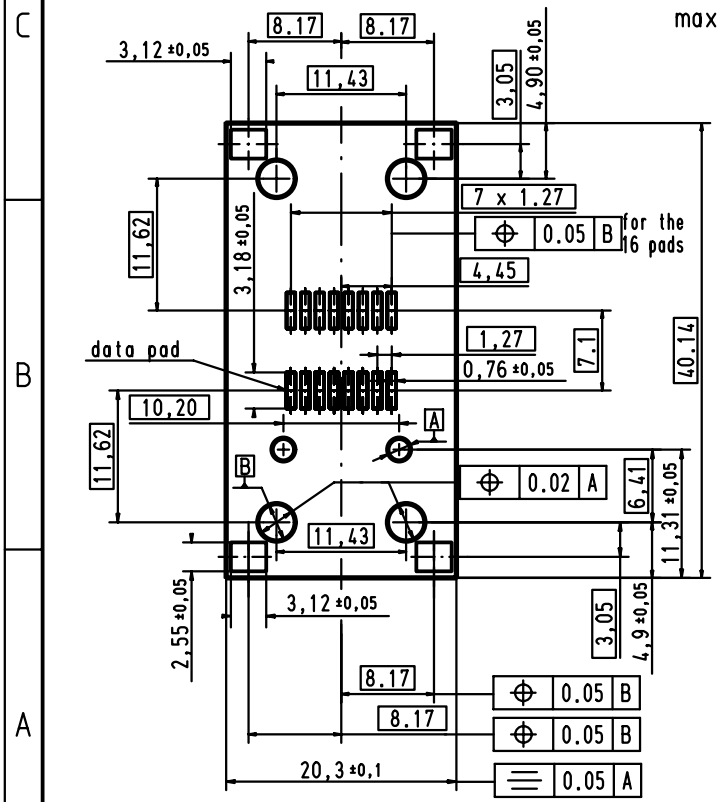 C
8.17
8.17
max
3,12 ±0,05
11,43
3,05
4,90 ±0,05
7 x 1.27
0.05 B
for the
16 pads
11,62
3,18 ±0,05
4,45
data pad
1,27
7.1
40.14
B
0,76 ±0,05
10,20
A
11,62
B
0.02 A
6,41
11,31 ±0,05
11,43
2,55 ±0,05
3,12 ±0,05
3,05
4,9 ±0,05
8.17
0.05 B
A
8.17
0.05 B
20,3 ±0,1
0.05 A